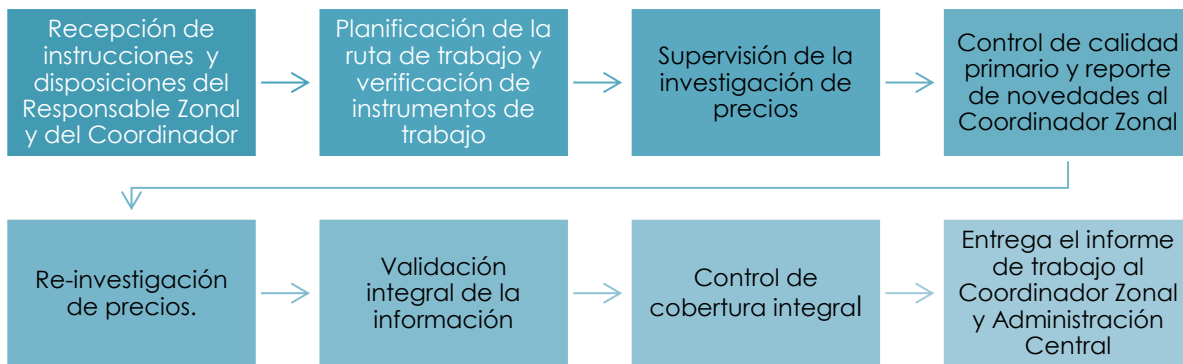 Recepción de
instrucciones y
disposiciones del
Responsable Zonal
y del Coordinador
Planificación de la
ruta de trabajo y
verificación de
instrumentos de
trabajo
Supervisión de la
investigación de
precios
Control de calidad
primario y reporte
de novedades al
Coordinador Zonal
Re-investigación
de precios.
Validación
integral de la
información
Control de
cobertura integral
Entrega el informe
de trabajo al
Coordinador Zonal
y Administración
Central